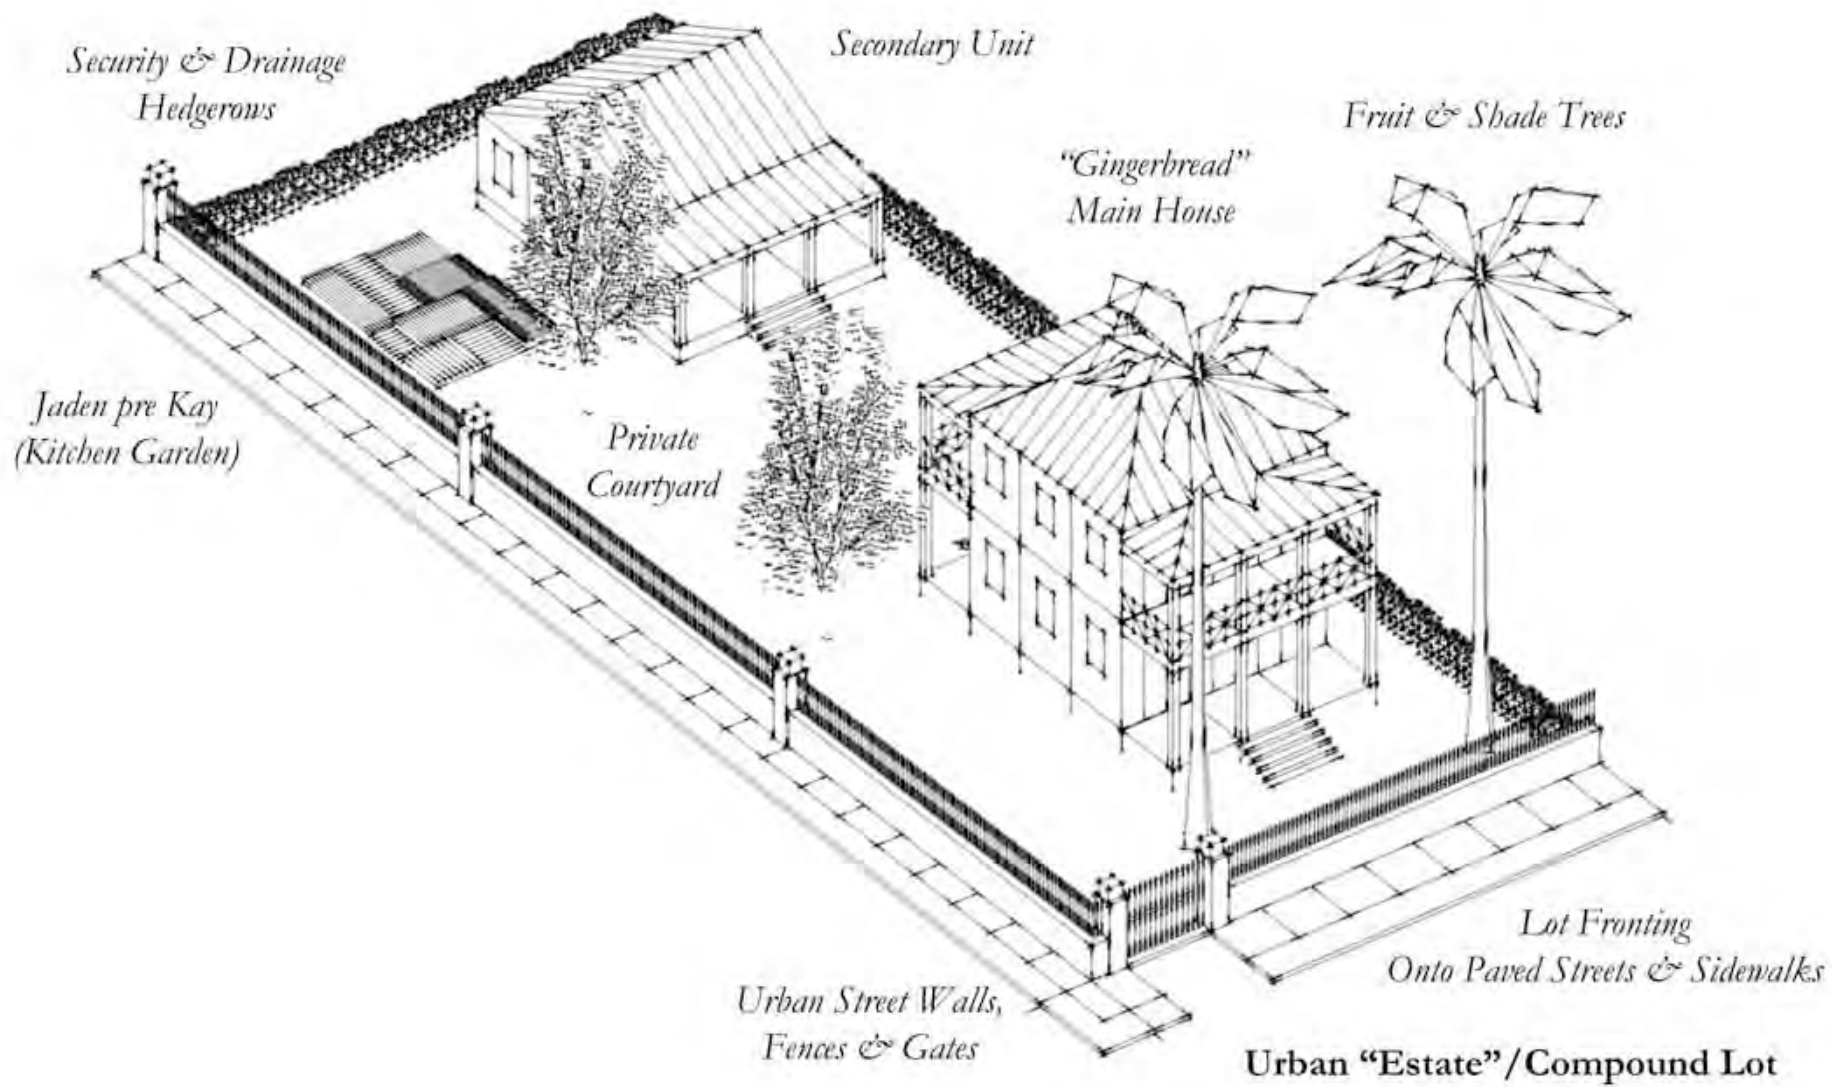 Security & Drainage
Hedgerows
Secondary Unit
Fruit & Shade Trees
“Gingerbread”
Main House
Jaden pre Kay
(Kitchen Garden)
Private
Courtyard
Lot Fronting
Onto Paved Streets & Sidewalks
Urban Street Walls,
Fences & Gates
Urban “Estate”/Compound Lot